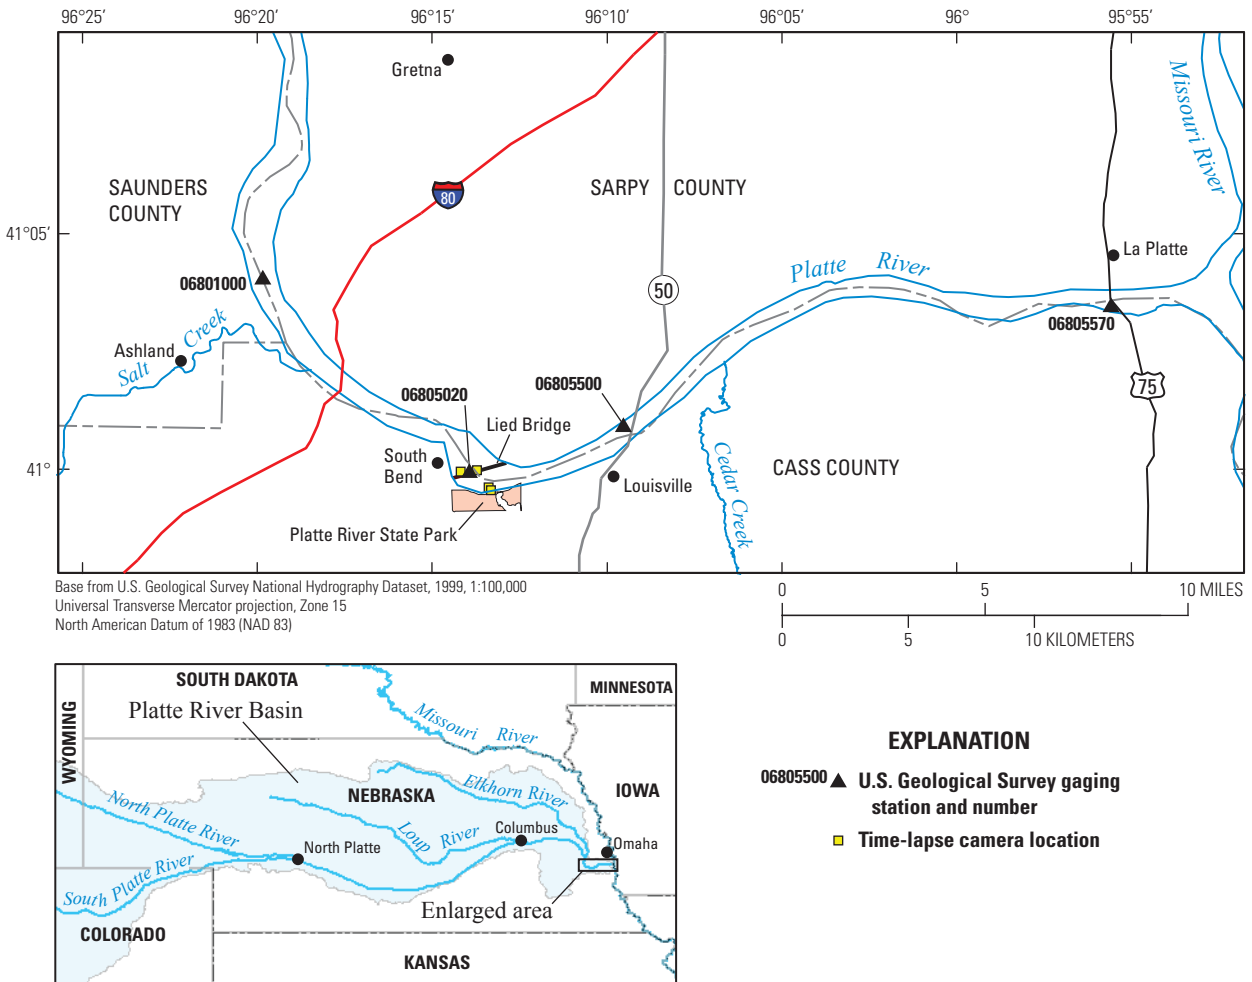 96°25′
96°20′
96°15′
96°10′
96°05′
96°
95°55′
Gretna
Missouri River
80
SAUNDERS
COUNTY
SARPY COUNTY
41°05′
La Platte
Platte River
06801000
50
06805570
Salt Creek
Ashland
06805020
06805500
75
Lied Bridge
South
Bend
41°
Cedar Creek
CASS COUNTY
Louisville
Platte River State Park
Base from U.S. Geological Survey National Hydrography Dataset, 1999, 1:100,000
Universal Transverse Mercator projection, Zone 15
North American Datum of 1983 (NAD 83)
0 5 10 MILES
0 5 10 KILOMETERS
SOUTH DAKOTA
MINNESOTA
Platte River Basin
WYOMING
Missouri River
NEBRASKA
Elkhorn River
IOWA
North Platte River
Loup River
Columbus
Omaha
North Platte
South Platte River
Enlarged area
COLORADO
KANSAS
EXPLANATION
06805500 U.S. Geological Survey gaging
station and number
Time-lapse camera location